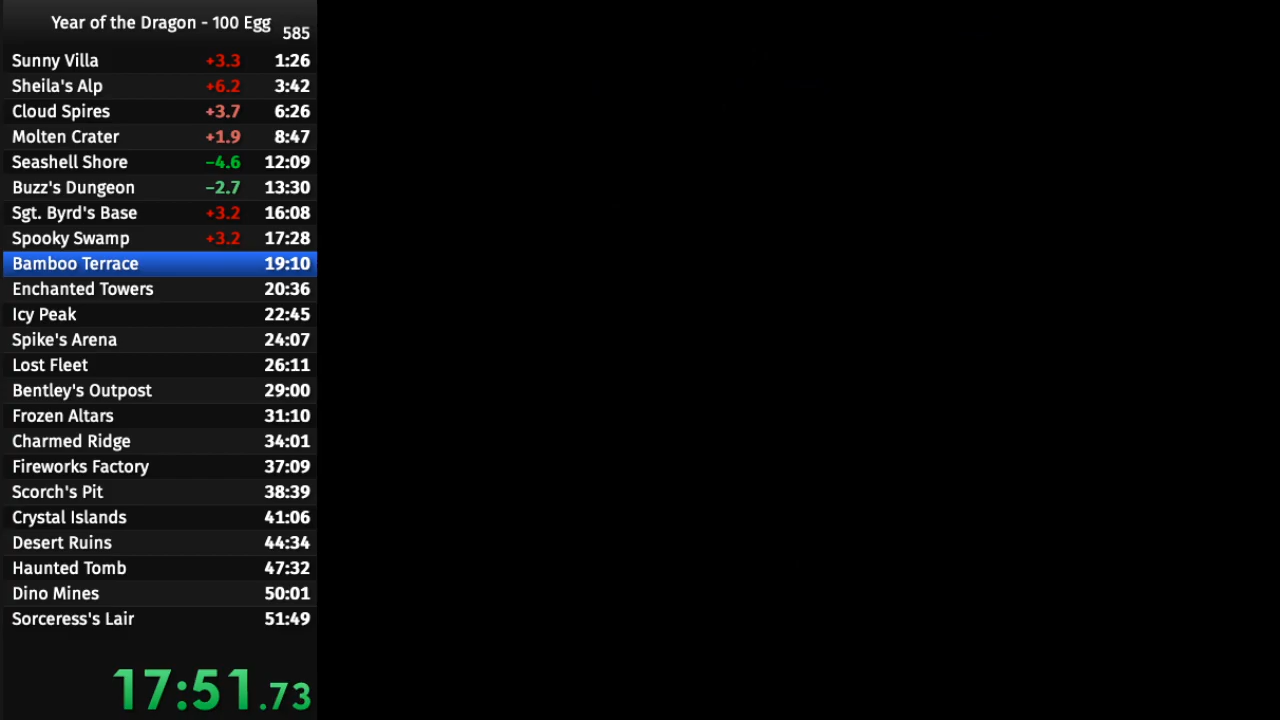 Year of the Dragon - 100 Egg 585
Sunny Villa +3.3 1:26
Sheila's Alp +6.2 3:42
Cloud Spires +3.7 6:26
Molten Crater +1.9 8:47
Seashell Shore −4.6 12:09
Buzz's Dungeon −2.7 13:30
Sgt. Byrd's Base +3.2 16:08
Spooky Swamp +3.2 17:28
Bamboo Terrace 19:10
Enchanted Towers 20:36
Icy Peak 22:45
Spike's Arena 24:07
Lost Fleet 26:11
Bentley's Outpost 29:00
Frozen Altars 31:10
Charmed Ridge 34:01
Fireworks Factory 37:09
Scorch's Pit 38:39
Crystal Islands 41:06
Desert Ruins 44:34
Haunted Tomb 47:32
Dino Mines 50:01
Sorceress's Lair 51:49
17:51.73